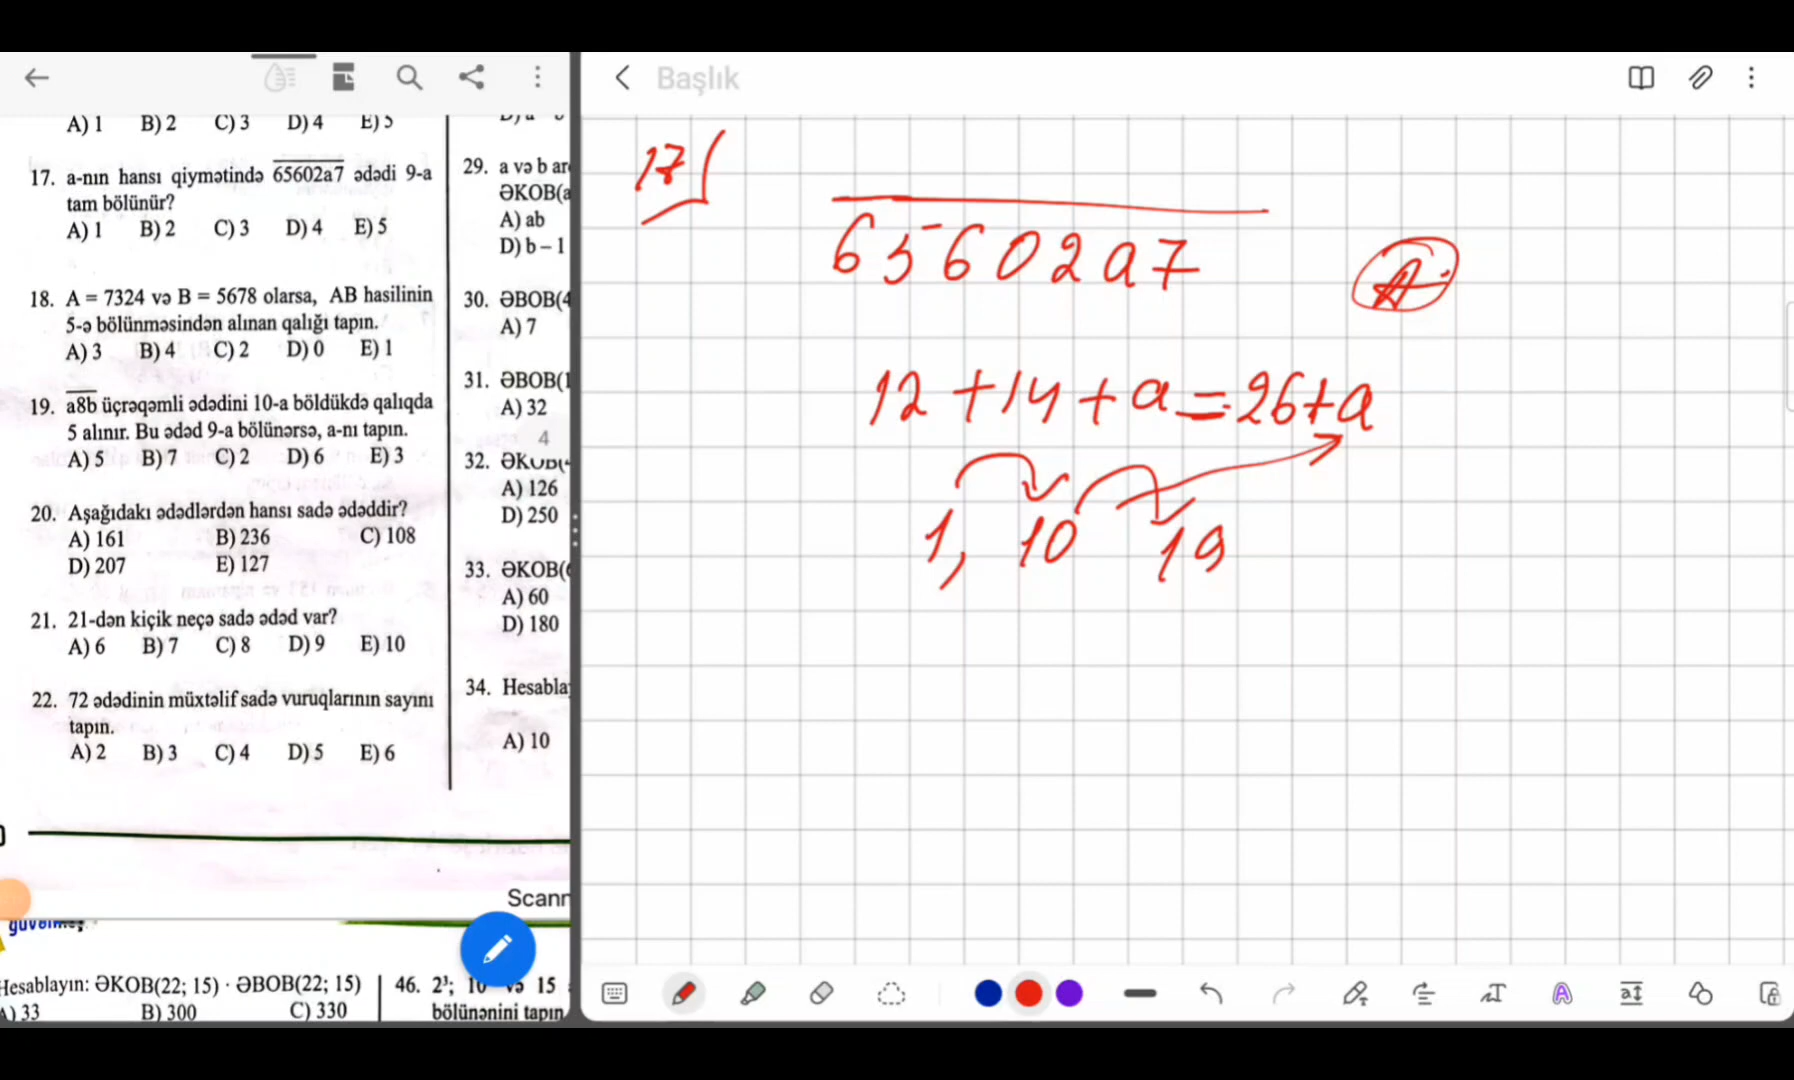 Başlık
A) 1 B) 2 C) 3 D) 4 E) 5
17. a-nın hansı qiymətində 65602a7 ədədi 9-a
tam bölünür?
A) 1 B) 2 C) 3 D) 4 E) 5
18. A = 7324 və B = 5678 olarsa, AB hasilinin
5-ə bölünməsindən alınan qalığı tapın.
A) 3 B) 4 C) 2 D) 0 E) 1
19. a8b üçrəqəmli ədədini 10-a böldükdə qalıqda
5 alınır. Bu ədəd 9-a bölünərsə, a-nı tapın.
A) 5 B) 7 C) 2 D) 6 E) 3
20. Aşağıdakı ədədlərdən hansı sadə ədəddir?
A) 161 B) 236 C) 108
D) 207 E) 127
21. 21-dən kiçik neçə sadə ədəd var?
A) 6 B) 7 C) 8 D) 9 E) 10
22. 72 ədədinin müxtəlif sadə vuruqlarının sayını
tapın.
A) 2 B) 3 C) 4 D) 5 E) 6
29. a və b
ƏKOB(a
A) ab
D) b – 1
30. ƏBOB(4
A) 7
31. ƏBOB(1
A) 32
4
32. ƏKOB(
A) 126
D) 250
33. ƏKOB(6
A) 60
D) 180
34. Hesabla
A) 10
Scann
Hesablayın: ƏKOB(22; 15) · ƏBOB(22; 15)
A) 33 B) 300 C) 330
46. 2³; 10 və 15
bölünənini tapın
17
65602a7
A
12 + 14 + a = 26 + a
1, 10 19